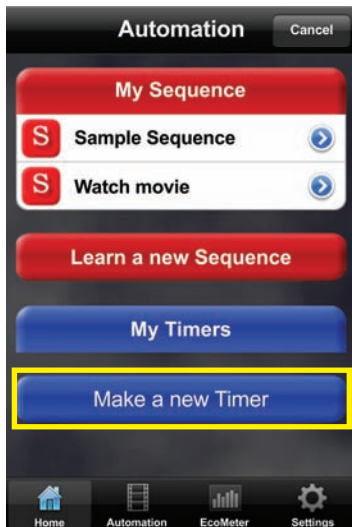 Automation Cancel
My Sequence
S Sample Sequence
S Watch movie
Learn a new Sequence
My Timers
Make a new Timer
Home Automation EcoMeter Settings